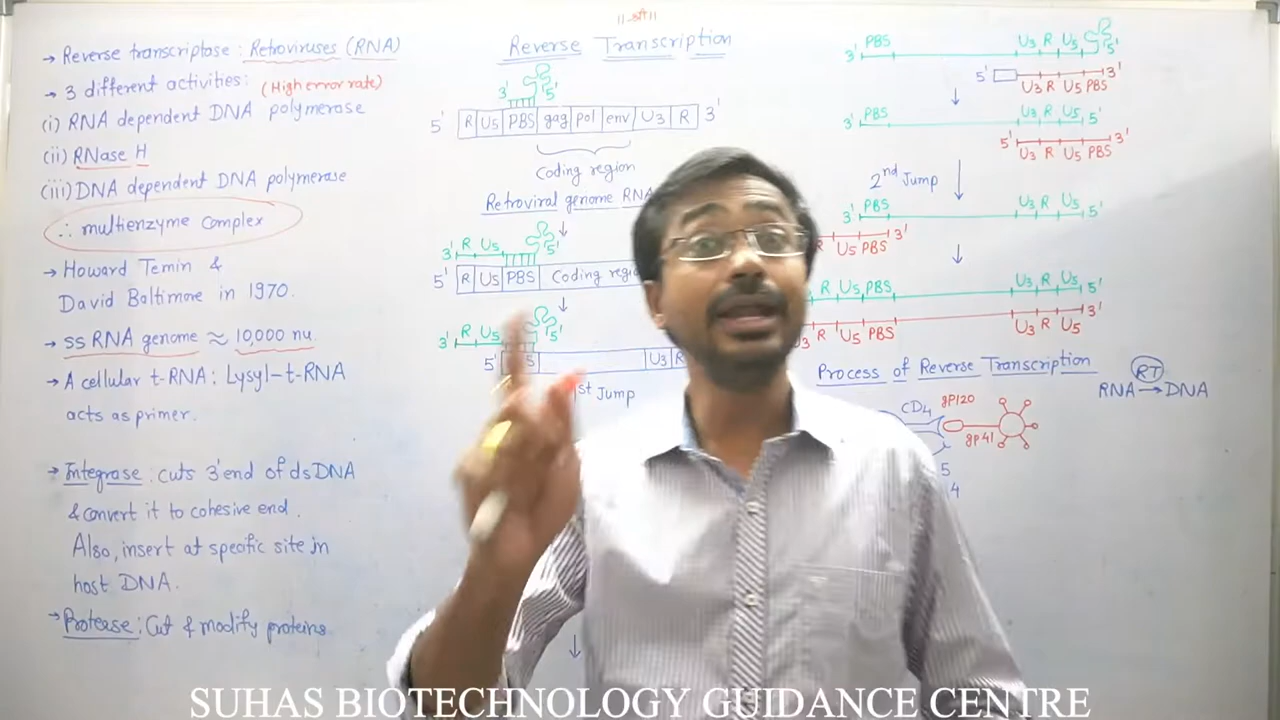 ॥-श्री॥
→ Reverse transcriptase : Retroviruses (RNA)
→ 3 different activities: (High error rate)
(i) RNA dependent DNA polymerase
(ii) RNase H
(iii) DNA dependent DNA polymerase
∴ multienzyme complex
→ Howard Temin &
David Baltimore in 1970.
→ ss RNA genome ≈ 10,000 nu.
→ A cellular t-RNA: Lysyl-t-RNA
acts as primer.
→ Integrase: cuts 3' end of ds DNA
& convert it to cohesive end.
Also, insert at specific site in
host DNA.
→ Protease: Cut & modify proteins.
Reverse Transcription
3' 5'
5' R U5 PBS gag pol env U3 R 3'
Coding region
Retroviral genome RNA
3' R U5 5'
5' R U5 PBS Coding regio
3' R U5 5'
5' U3 R
1st Jump
3' PBS U3 R U5 5'
5' 3'
U3 R U5 PBS
3' PBS U3 R U5 5'
5' 3'
U3 R U5 PBS
2nd Jump
3' PBS U3 R U5 5'
R U5 PBS 3'
R U5 PBS U3 R U5 5'
R U5 PBS U3 R U5 3'
Process of Reverse Transcription
RT
RNA → DNA
CD4 gp120
gp41
5
4
SUHAS BIOTECHNOLOGY GUIDANCE CENTRE